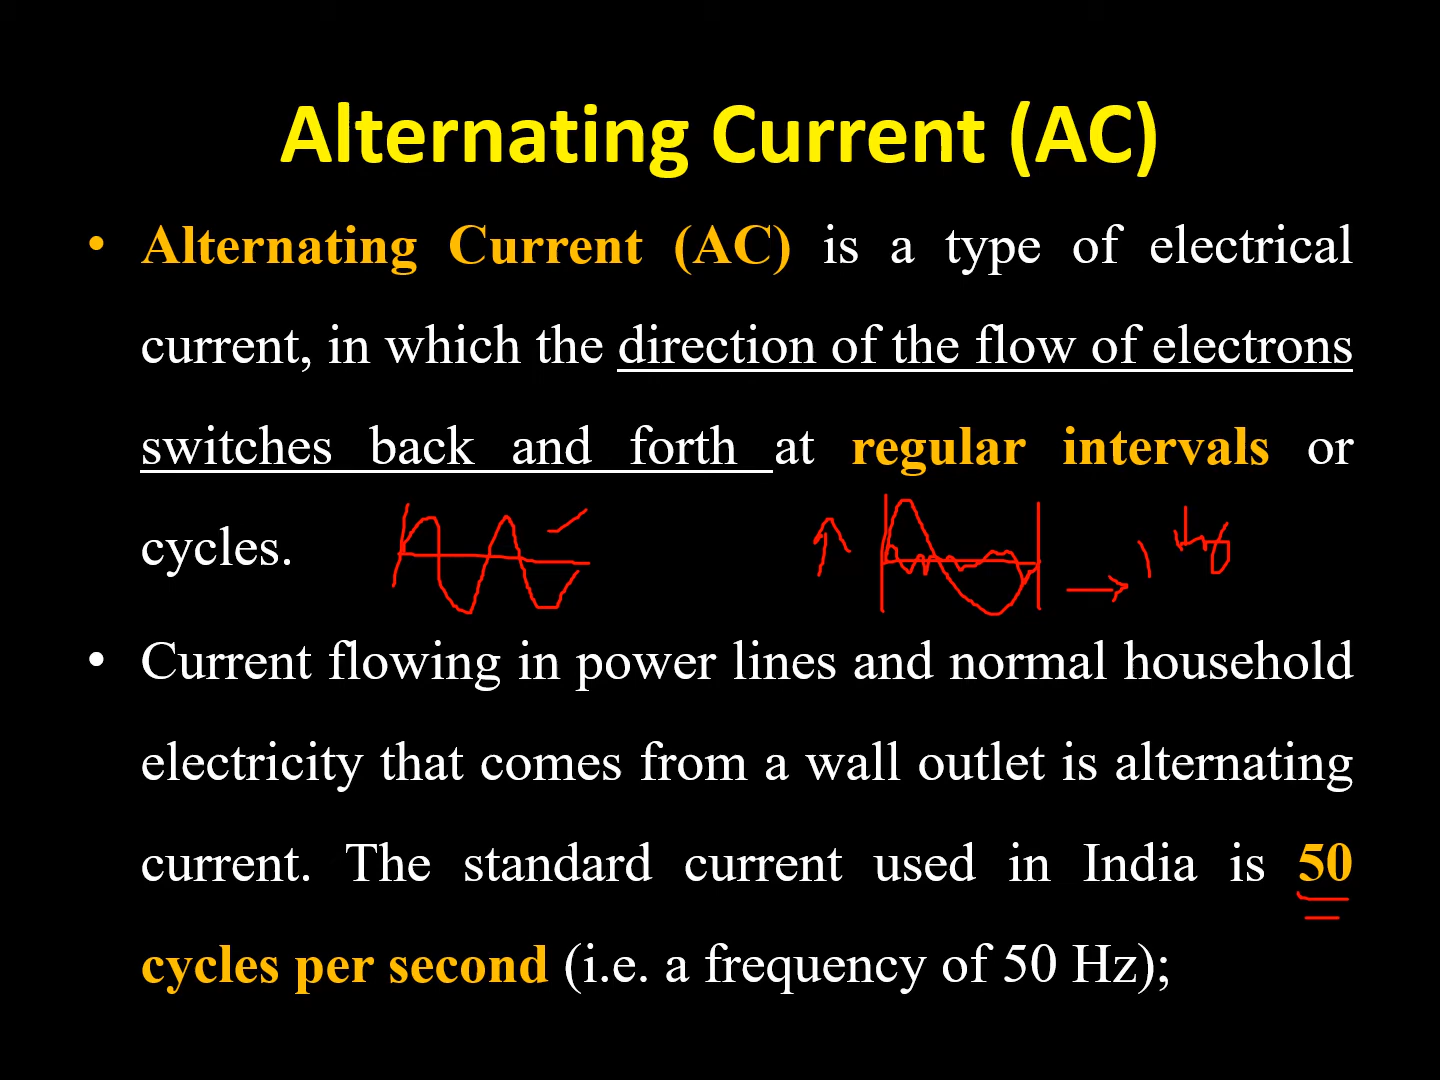 Alternating Current (AC)
• Alternating Current (AC) is a type of electrical
current, in which the direction of the flow of electrons
switches back and forth at regular intervals or
cycles.
• Current flowing in power lines and normal household
electricity that comes from a wall outlet is alternating
current. The standard current used in India is 50
cycles per second (i.e. a frequency of 50 Hz);